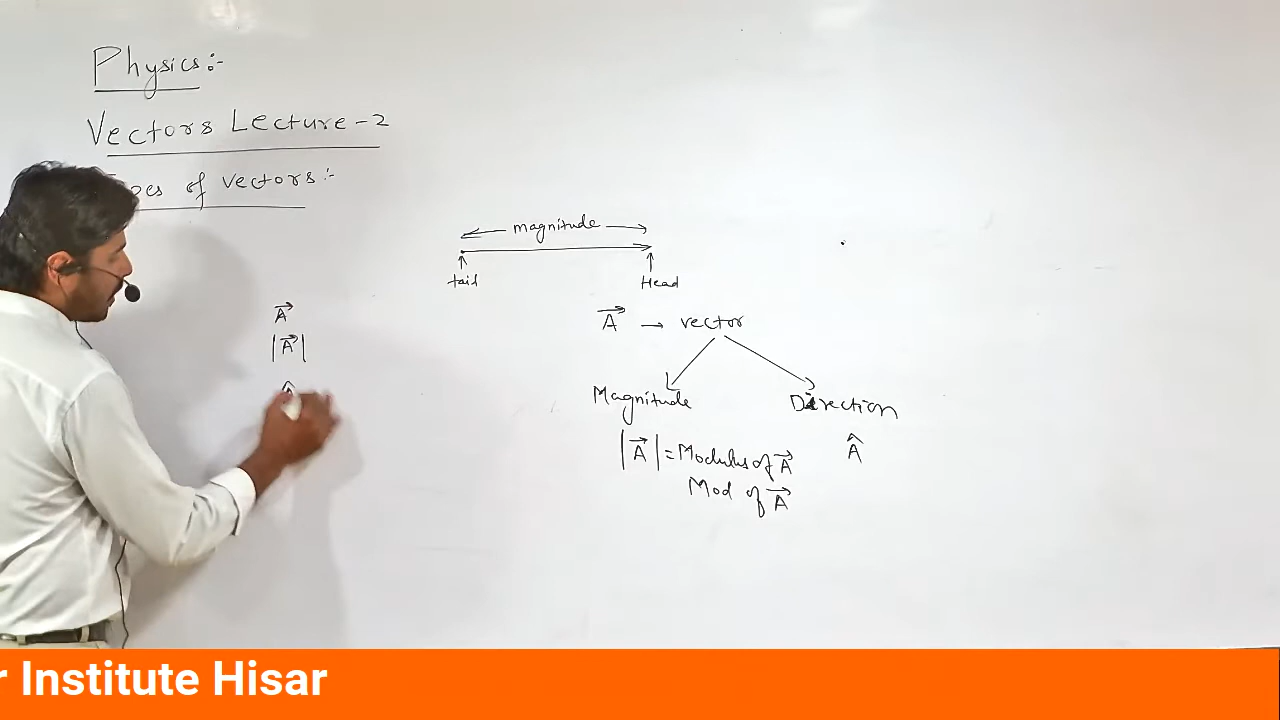 Physics:-
Vectors Lecture-2
of vectors:-
magnitude
tail
Head
A⃗
|A⃗|
A⃗ → vector
Magnitude
Direction
|A⃗| = Modulus of A⃗
Â
Mod of A⃗
Institute Hisar